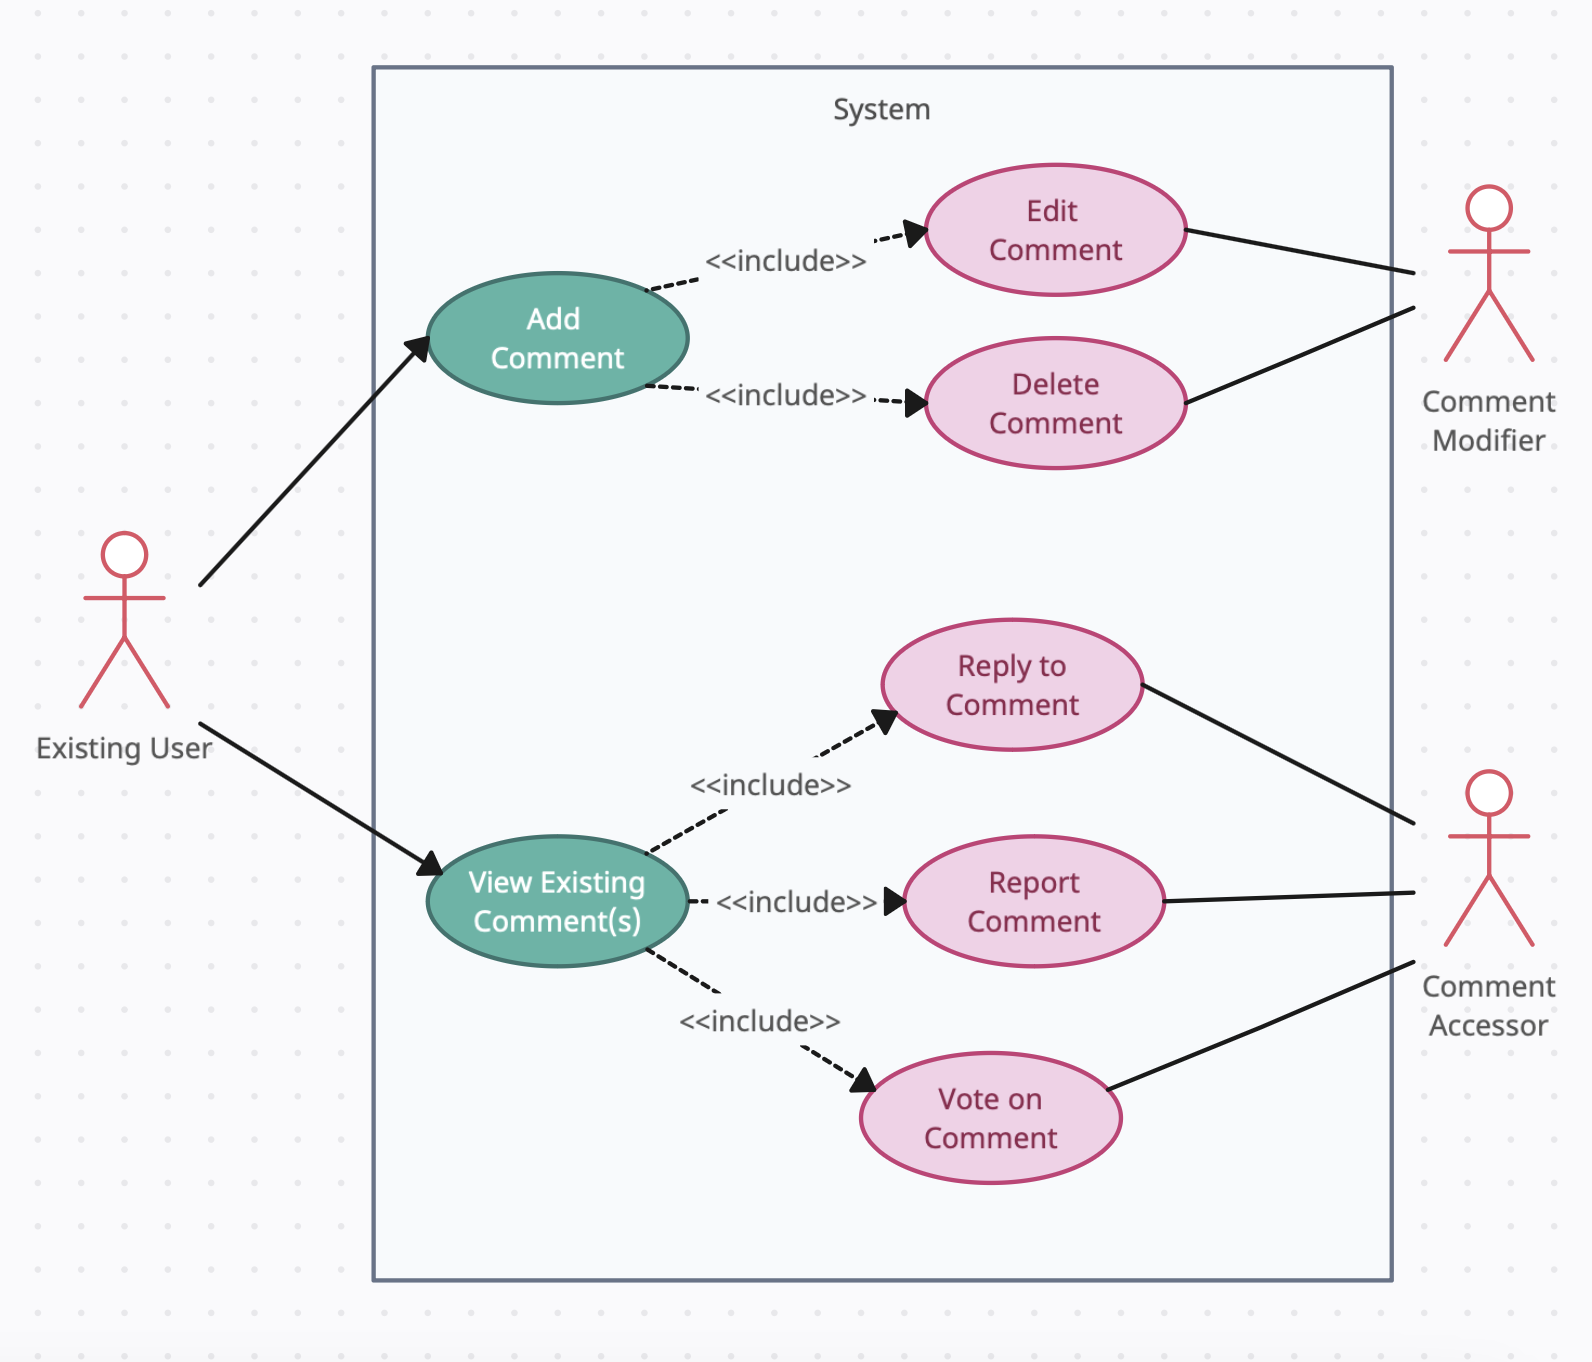 System
Edit
Comment
<<include>>
Add
Comment
<<include>>
Delete
Comment
Comment
Modifier
Existing User
Reply to
Comment
<<include>>
View Existing
Comment(s)
<<include>>
Report
Comment
<<include>>
Vote on
Comment
Comment
Accessor